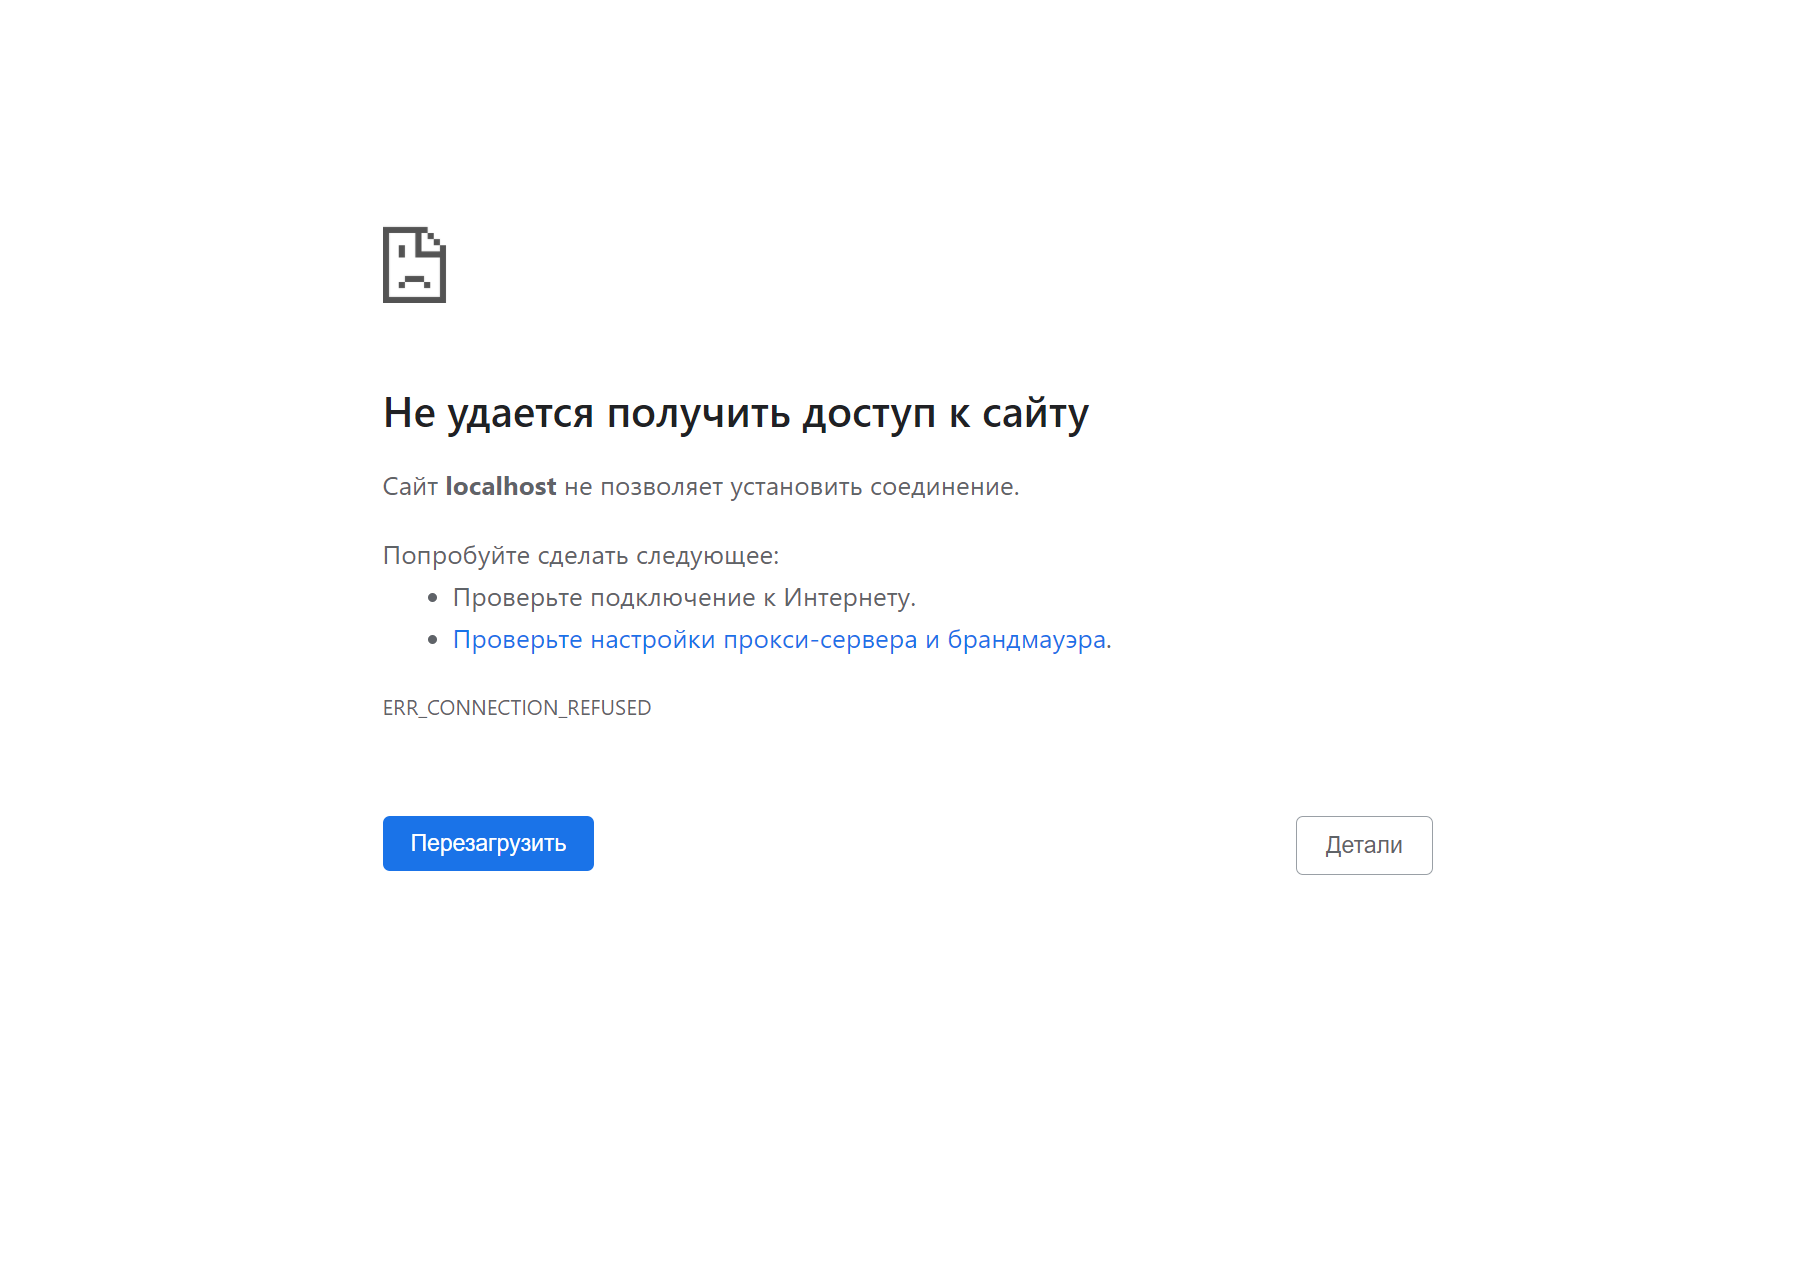 Не удается получить доступ к сайту
Сайт localhost не позволяет установить соединение.
Попробуйте сделать следующее:
Проверьте подключение к Интернету.
Проверьте настройки прокси-сервера и брандмауэра.
ERR_CONNECTION_REFUSED
Перезагрузить
Детали